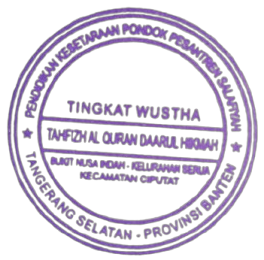 PENDIDIKAN KESETARAAN PONDOK PESANTREN SALAFIYAH
TINGKAT WUSTHA
TAHFIZH AL QURAN DAARUL HIKMAH
BUKIT NUSA INDAH - KELURAHAN SERUA
KECAMATAN CIPUTAT
★ TANGERANG SELATAN - PROVINSI BANTEN ★